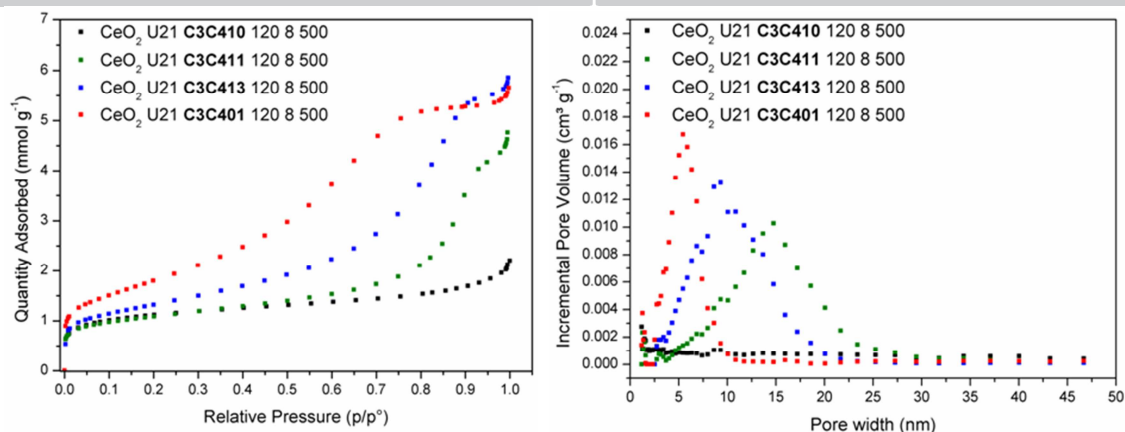 7
6
5
4
3
2
1
0
Quantity Adsorbed (mmol g⁻¹)
CeO₂ U21 C3C410 120 8 500
CeO₂ U21 C3C411 120 8 500
CeO₂ U21 C3C413 120 8 500
CeO₂ U21 C3C401 120 8 500
0.0 0.1 0.2 0.3 0.4 0.5 0.6 0.7 0.8 0.9 1.0
Relative Pressure (p/p°)
0.024
0.022
0.020
0.018
0.016
0.014
0.012
0.010
0.008
0.006
0.004
0.002
0.000
Incremental Pore Volume (cm³ g⁻¹)
CeO₂ U21 C3C410 120 8 500
CeO₂ U21 C3C411 120 8 500
CeO₂ U21 C3C413 120 8 500
CeO₂ U21 C3C401 120 8 500
0 5 10 15 20 25 30 35 40 45 50
Pore width (nm)